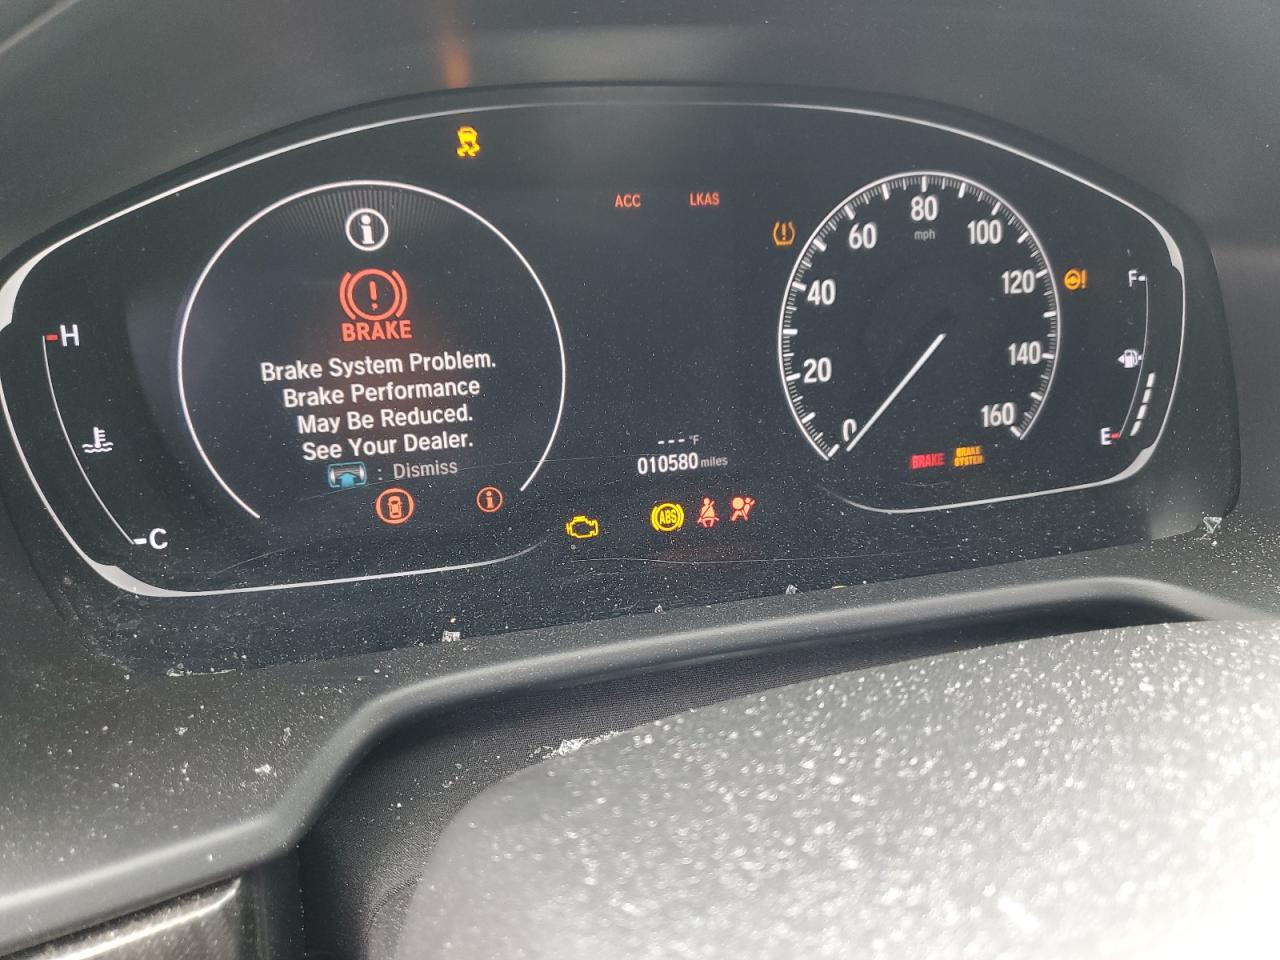 ACC
LKAS
BRAKE
Brake System Problem.
Brake Performance
May Be Reduced.
See Your Dealer.
: Dismiss
H
C
---°F
010580 miles
ABS
0
20
40
60
80
mph
100
120
140
160
BRAKE
BRAKE
SYSTEM
F
E